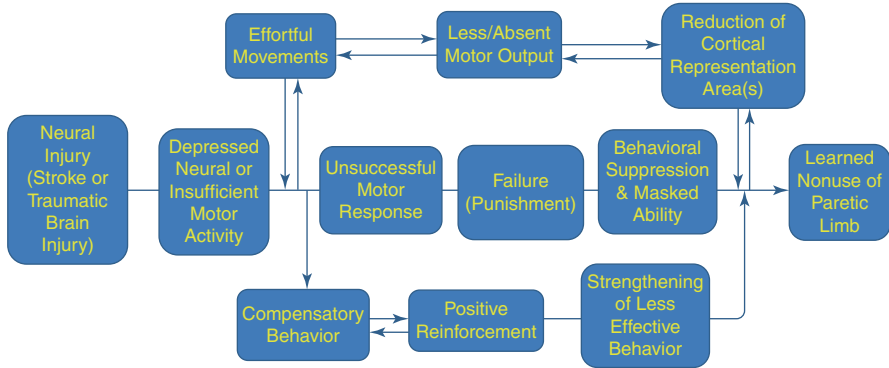 Effortful
Movements
Less/Absent
Motor Output
Reduction of
Cortical
Representation
Area(s)
Neural
Injury
(Stroke or
Traumatic
Brain
Injury)
Depressed
Neural or
Insufficient
Motor
Activity
Unsuccessful
Motor
Response
Failure
(Punishment)
Behavioral
Suppression
& Masked
Ability
Learned
Nonuse of
Paretic
Limb
Compensatory
Behavior
Positive
Reinforcement
Strengthening
of Less
Effective
Behavior